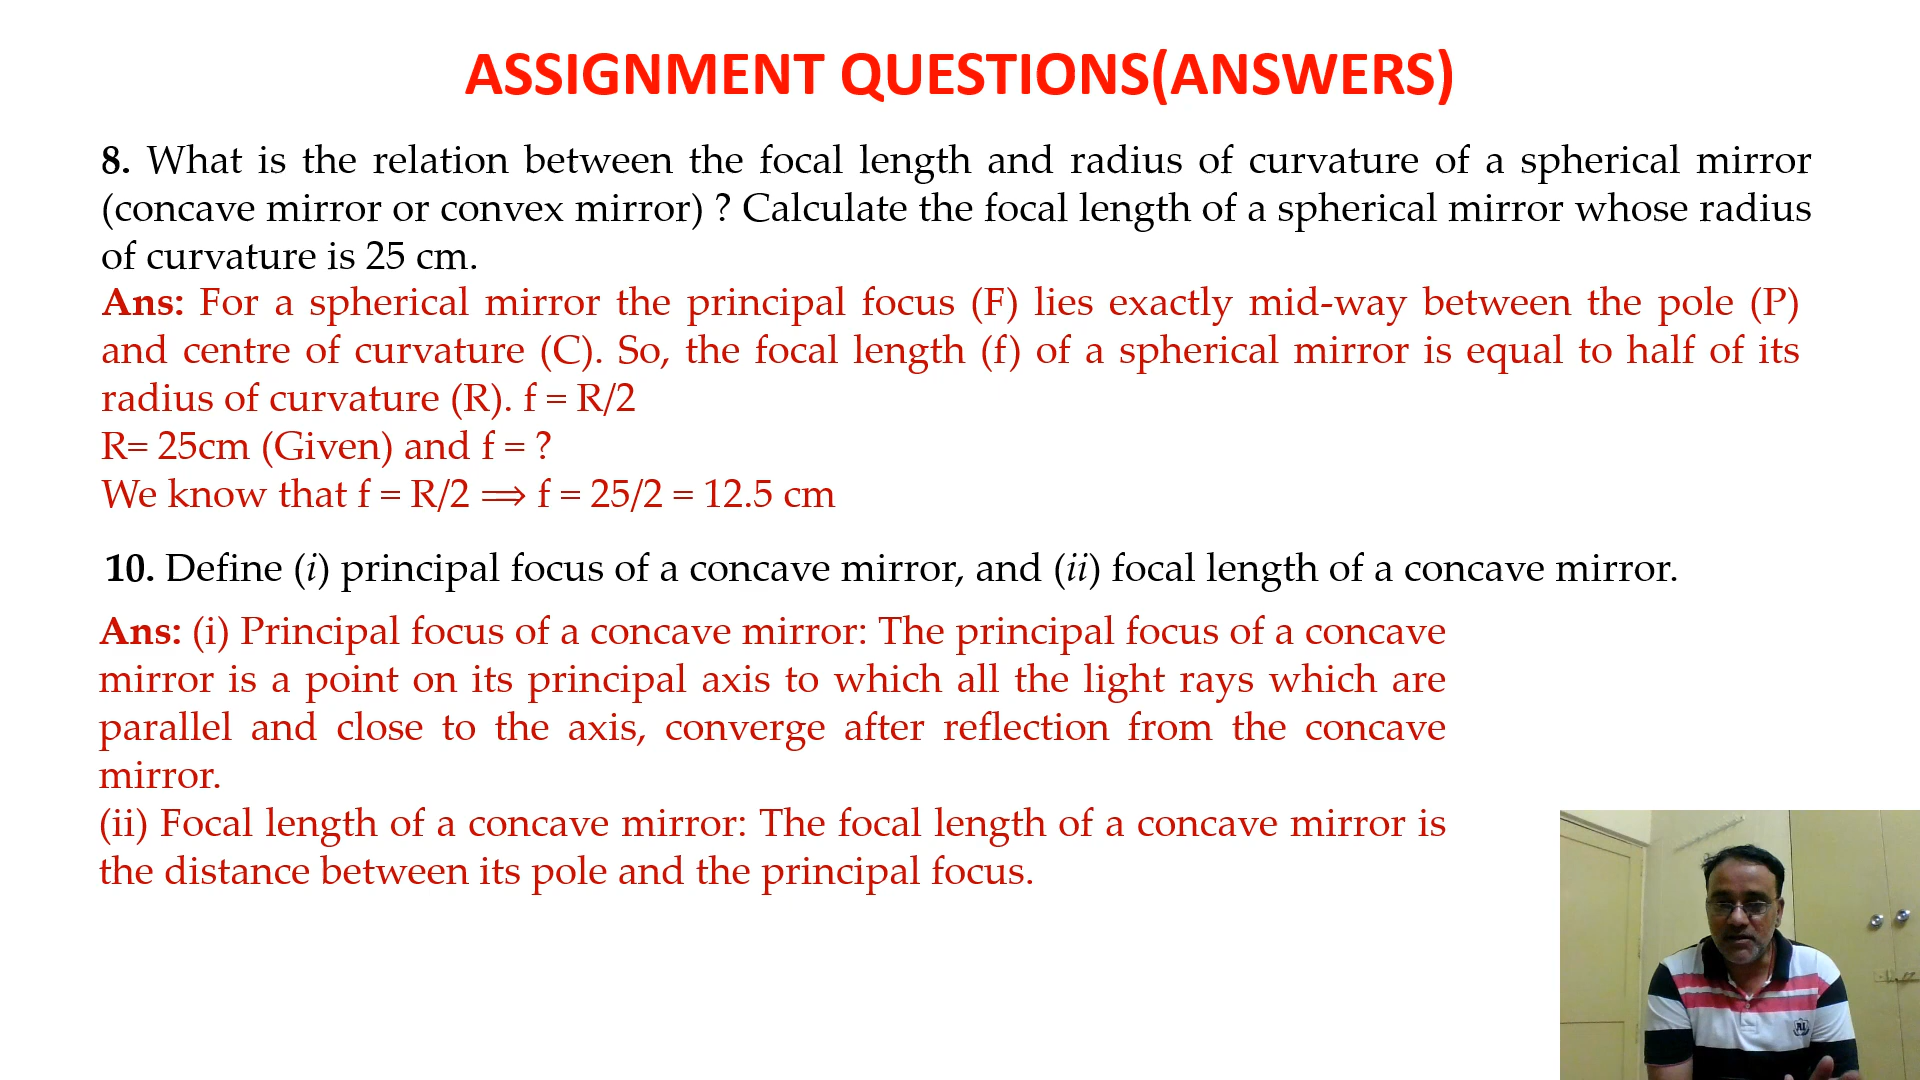 ASSIGNMENT QUESTIONS(ANSWERS)
8. What is the relation between the focal length and radius of curvature of a spherical mirror
(concave mirror or convex mirror) ? Calculate the focal length of a spherical mirror whose radius
of curvature is 25 cm.
Ans: For a spherical mirror the principal focus (F) lies exactly mid-way between the pole (P)
and centre of curvature (C). So, the focal length (f) of a spherical mirror is equal to half of its
radius of curvature (R). f = R/2
R= 25cm (Given) and f = ?
We know that f = R/2 ⟹ f = 25/2 = 12.5 cm
10. Define (i) principal focus of a concave mirror, and (ii) focal length of a concave mirror.
Ans: (i) Principal focus of a concave mirror: The principal focus of a concave
mirror is a point on its principal axis to which all the light rays which are
parallel and close to the axis, converge after reflection from the concave
mirror.
(ii) Focal length of a concave mirror: The focal length of a concave mirror is
the distance between its pole and the principal focus.